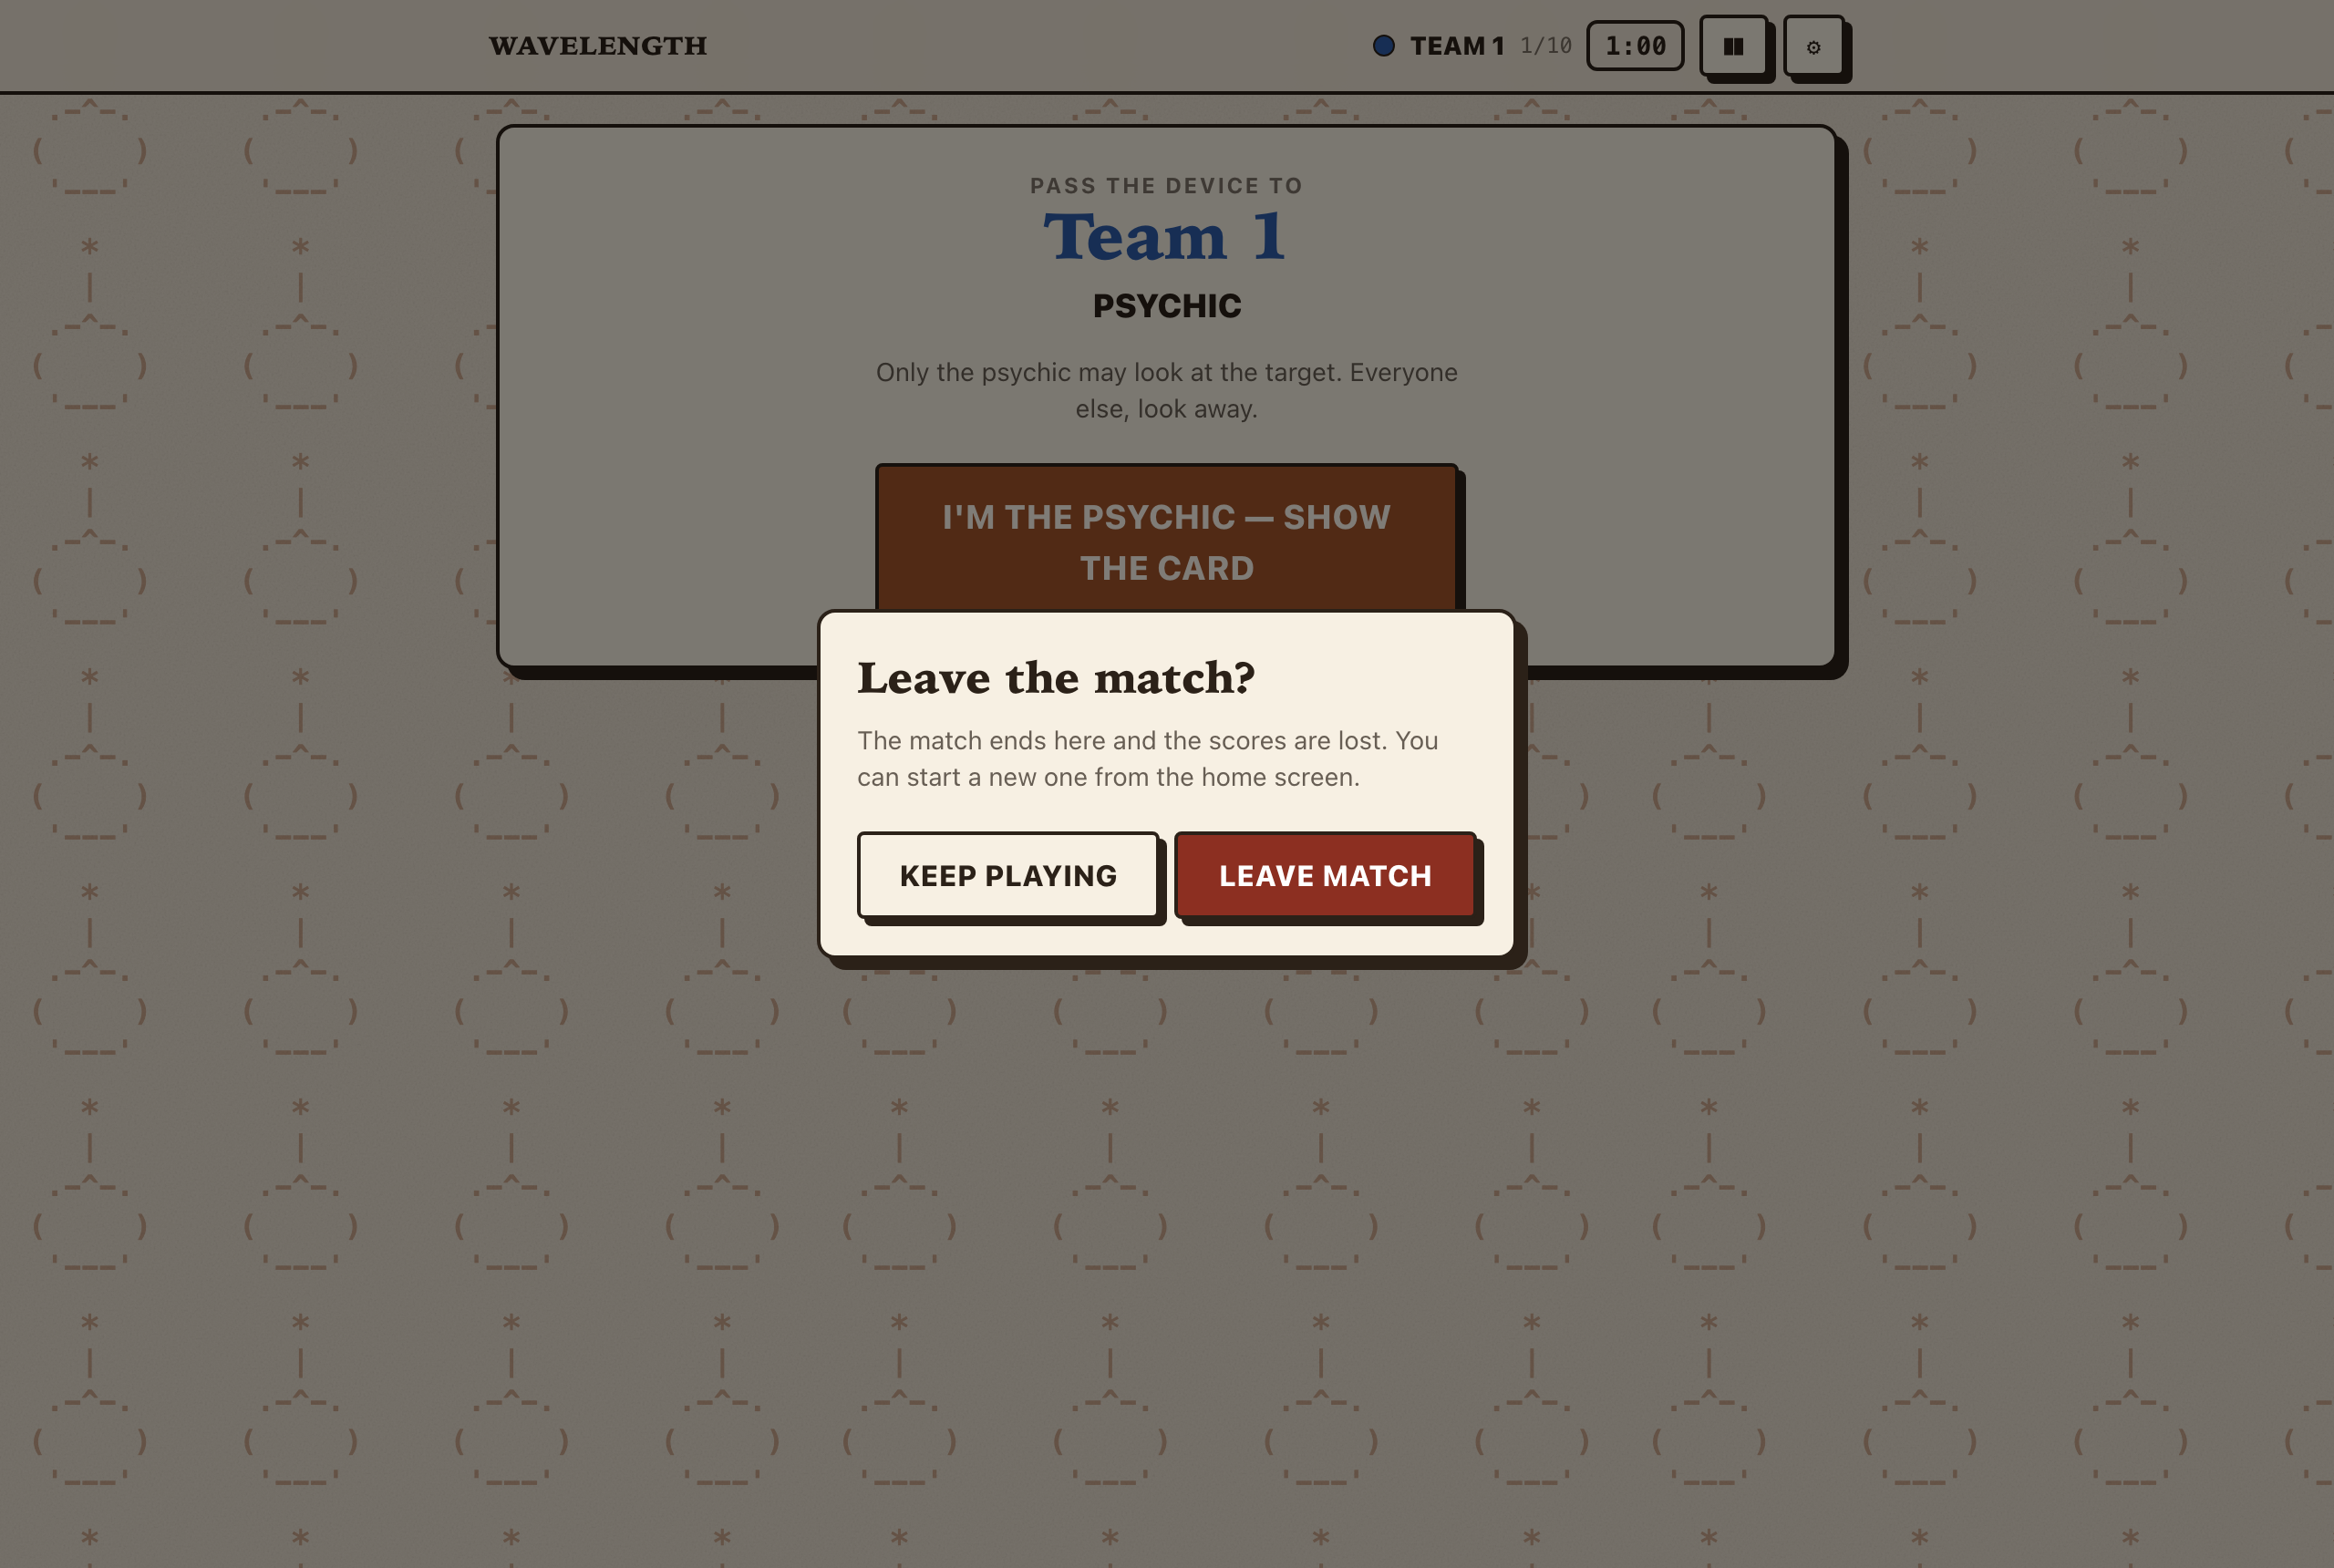 WAVELENGTH
TEAM 1 1/10 1:00
PASS THE DEVICE TO
Team 1
PSYCHIC
Only the psychic may look at the target. Everyone
else, look away.
I'M THE PSYCHIC — SHOW
THE CARD
Leave the match?
The match ends here and the scores are lost. You
can start a new one from the home screen.
KEEP PLAYING LEAVE MATCH